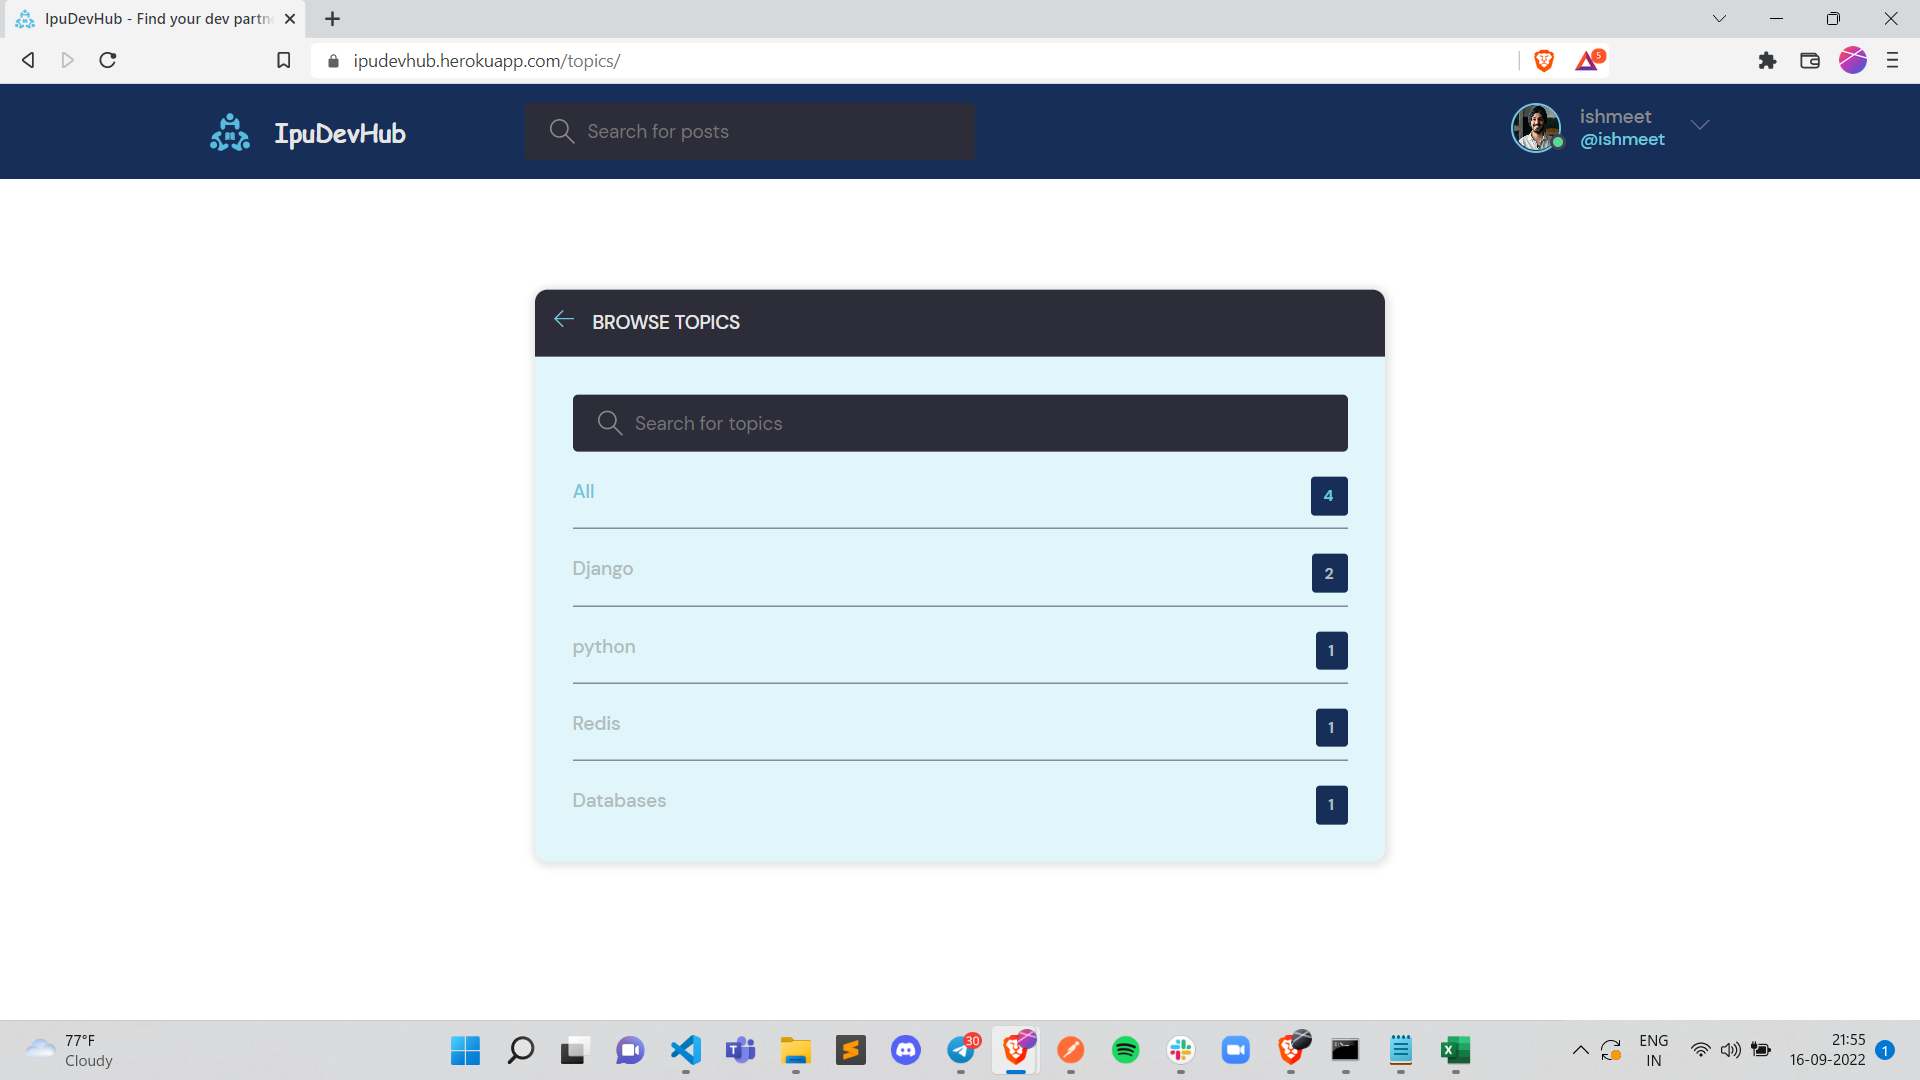 IpuDevHub - Find your dev partn
ipudevhub.herokuapp.com/topics/
5
IpuDevHub
Search for posts
ishmeet
@ishmeet
BROWSE TOPICS
Search for topics
All
4
Django
2
python
1
Redis
1
Databases
1
77°F
Cloudy
30
ENG
IN
21:55
16-09-2022
1